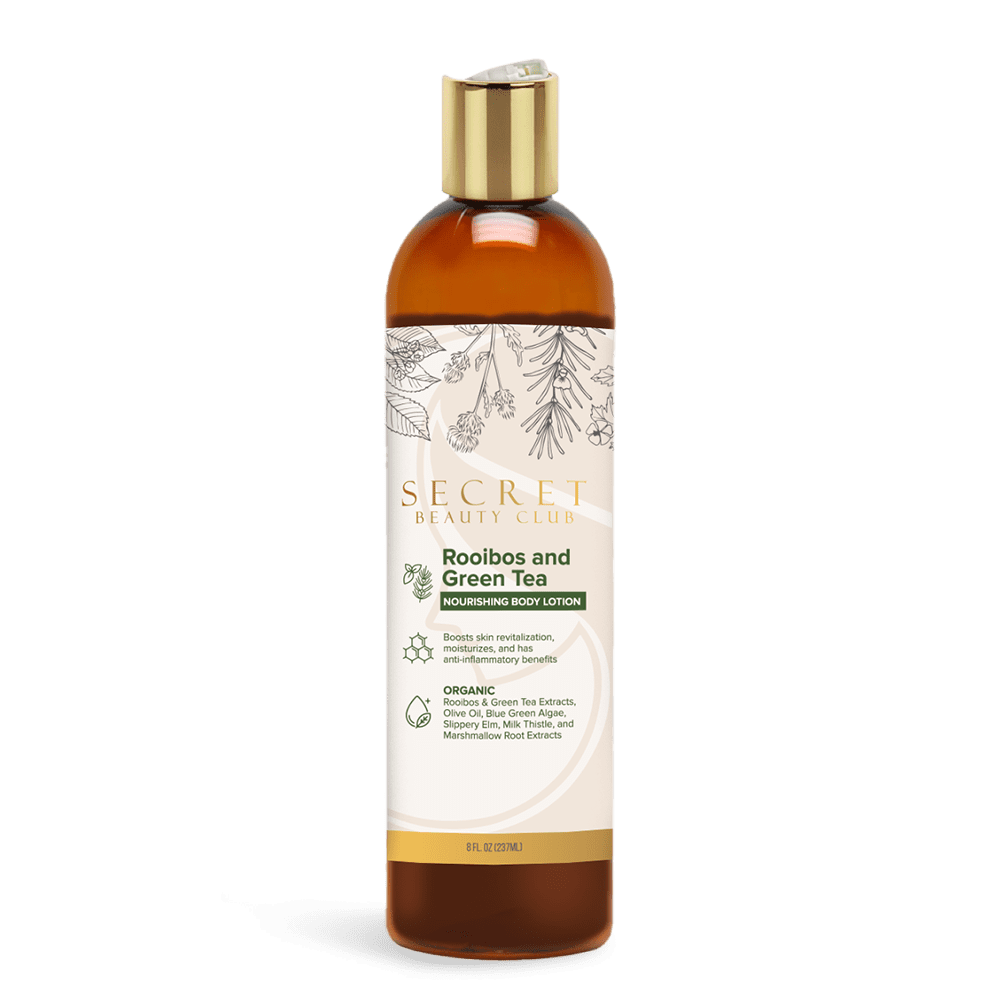 SECRET
BEAUTY CLUB
Rooibos and
Green Tea
NOURISHING BODY LOTION
Boosts skin revitalization,
moisturizes, and has
anti-inflammatory benefits
ORGANIC
Rooibos & Green Tea Extracts,
Olive Oil, Blue Green Algae,
Slippery Elm, Milk Thistle, and
Marshmallow Root Extracts
8 FL. OZ (237ML)